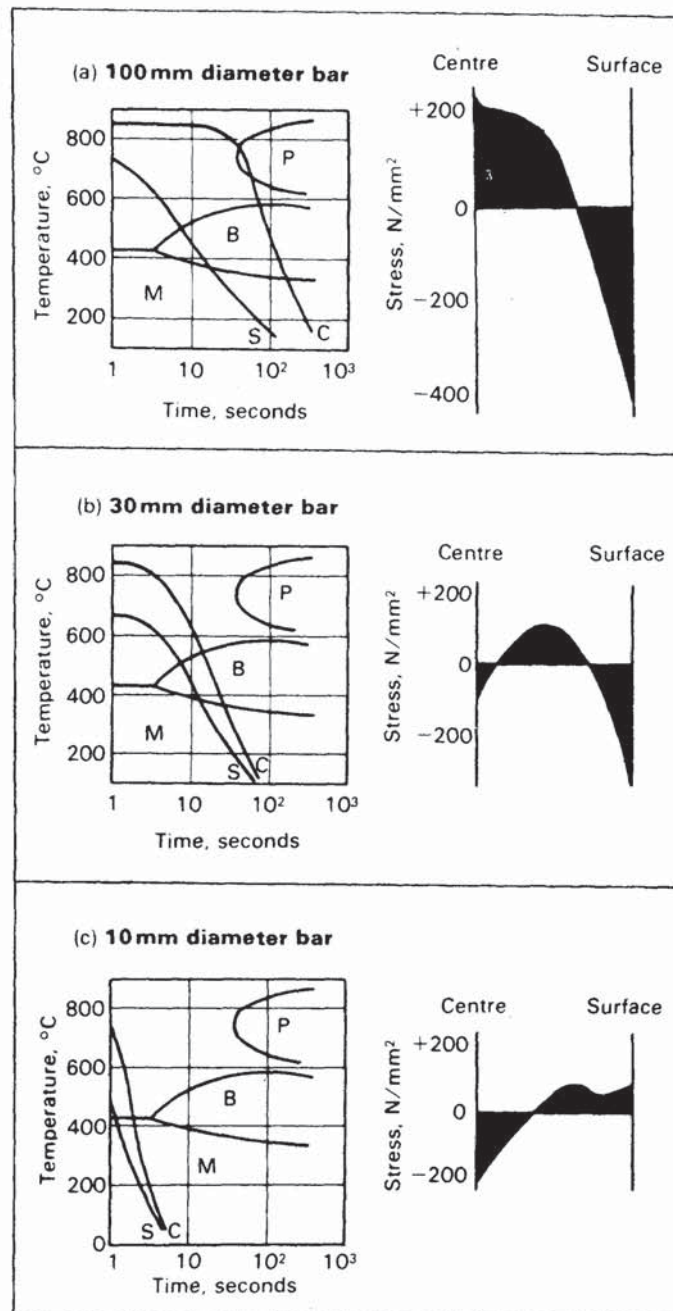 (a) 100mm diameter bar
Centre Surface
Temperature, °C
800
600
400
200
P
B
M
S
C
1 10 10² 10³
Time, seconds
Stress, N/mm²
+200
0
−200
−400
(b) 30mm diameter bar
Centre Surface
Temperature, °C
800
600
400
200
P
B
M
S
C
1 10 10² 10³
Time, seconds
Stress, N/mm²
+200
0
−200
(c) 10mm diameter bar
Centre Surface
Temperature, °C
800
600
400
200
0
P
B
M
S
C
1 10 10² 10³
Time, seconds
Stress, N/mm²
+200
0
−200